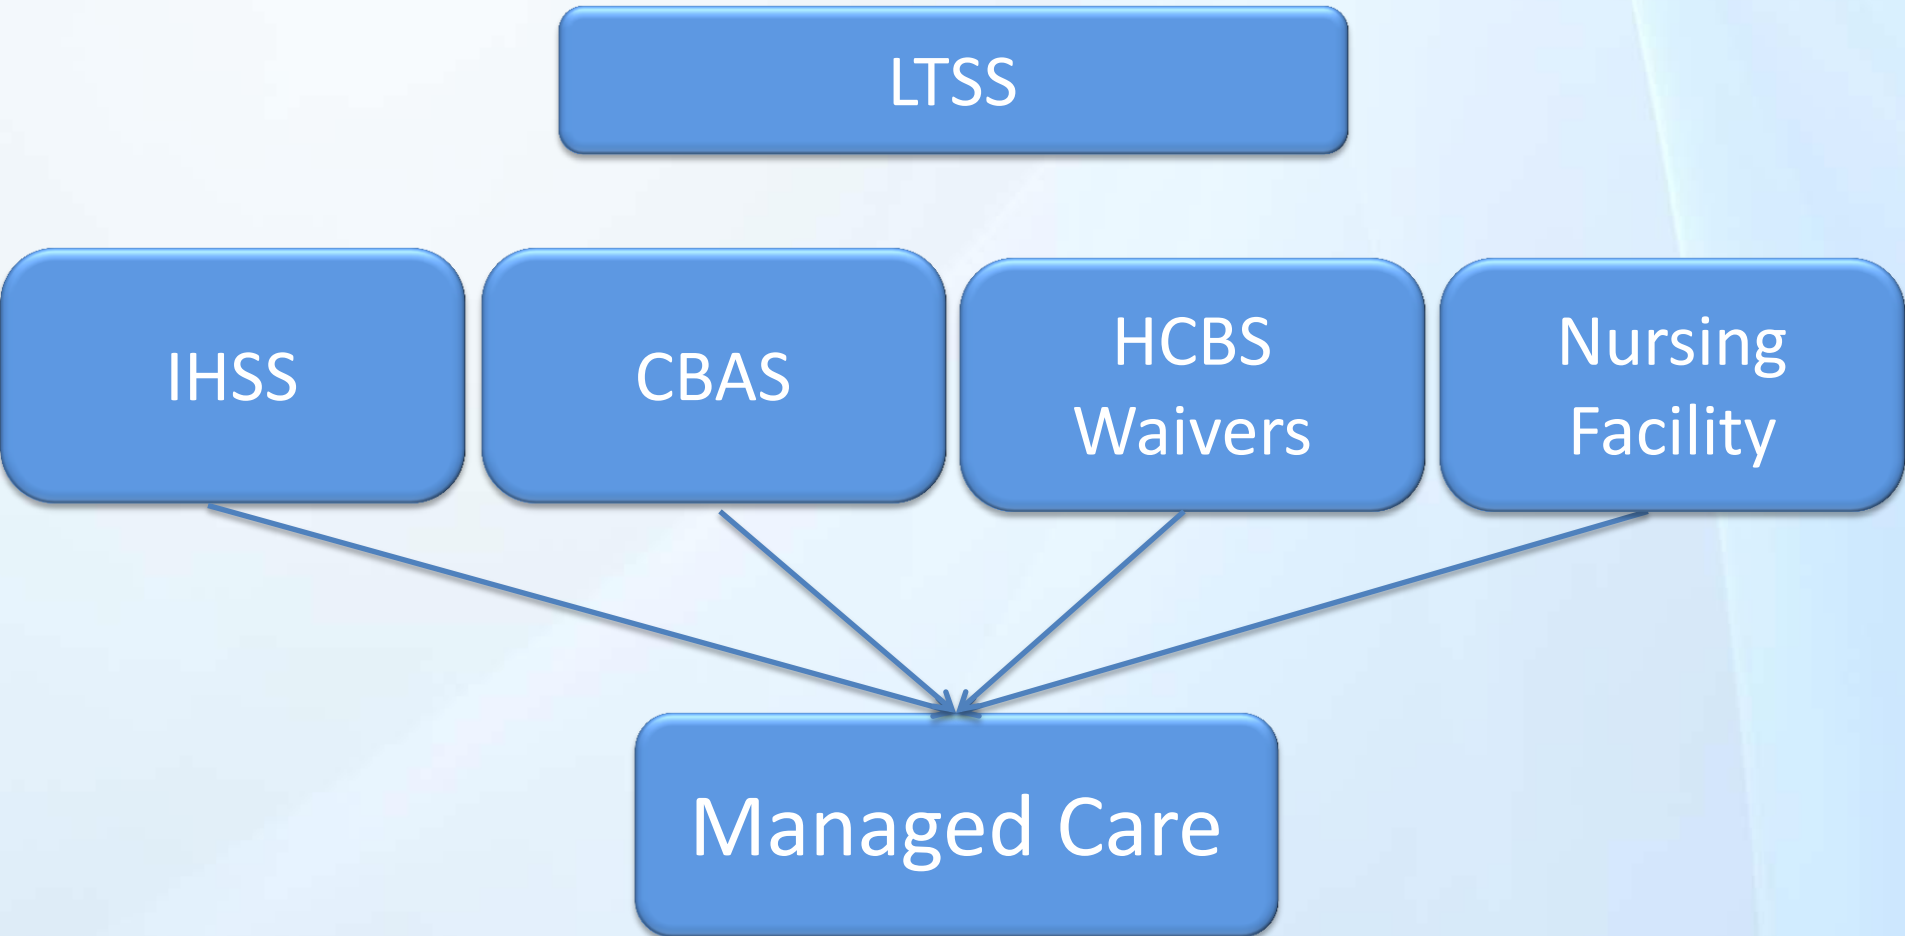 LTSS
IHSS
CBAS
HCBS
Waivers
Nursing
Facility
Managed Care